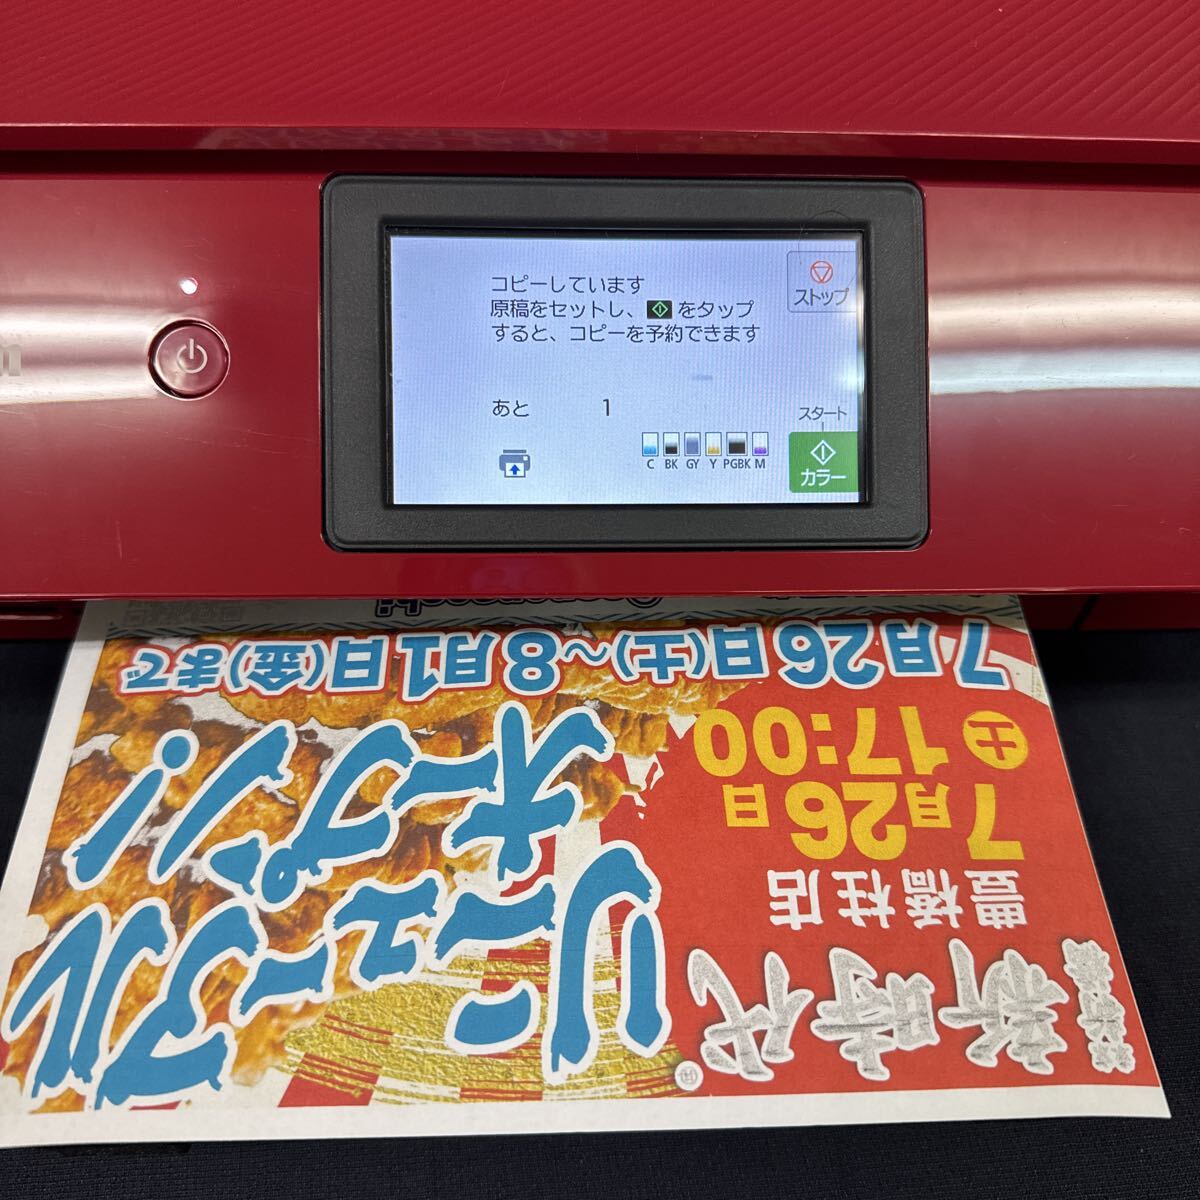 コピーしています
原稿をセットし、をタップ
すると、コピーを予約できます
ストップ
あと 1
スタート
カラー
C BK GY Y PGBK M
7月26日(土)～8月1日(金)まで
リニューアル
オープン!
7月26日
土 17:00
豊橋柱店
新時代